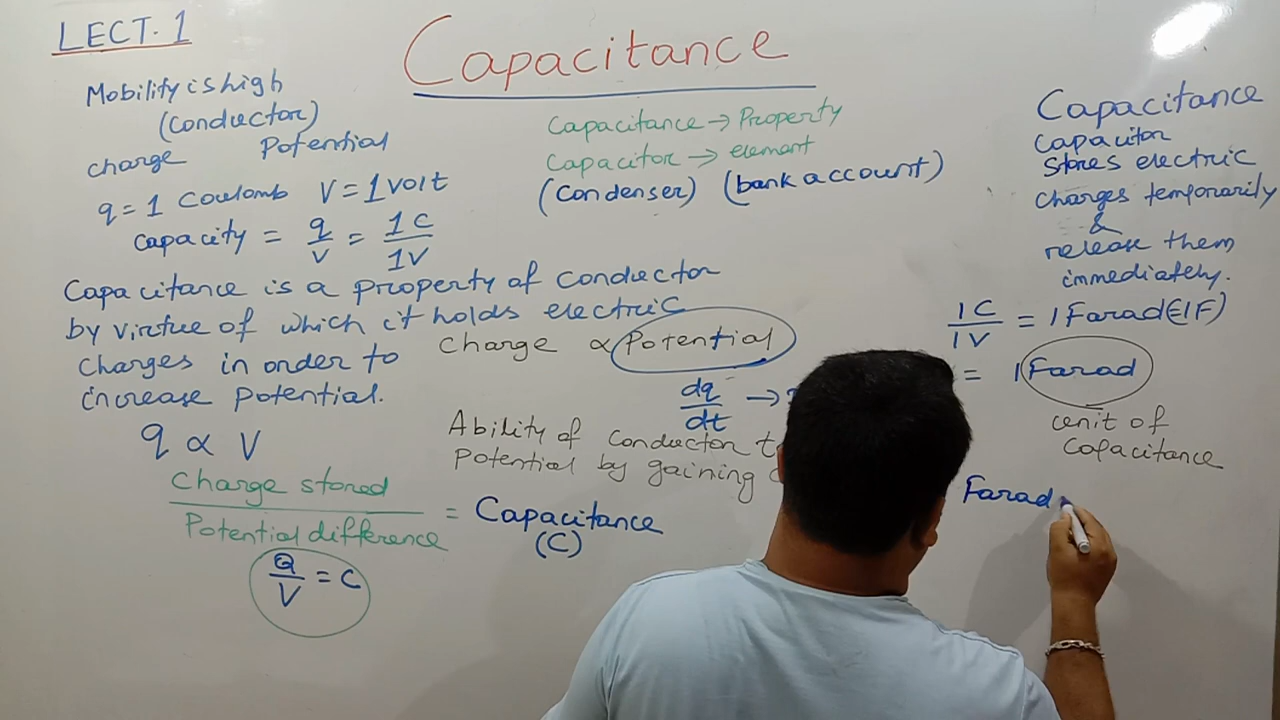 LECT. 1
Capacitance
Mobility is high
(conductor)
charge Potential
q = 1 Coulomb V = 1 volt
capacity = q/V = 1C/1V
Capacitance → Property
Capacitor → element
(Condenser) (bank account)
Capacitance is a property of conductor
by virtue of which it holds electric
charges in order to
increase potential.
Charge ∝ Potential
dq/dt →
q ∝ V
Ability of conductor
Potential by gaining
Charge stored / Potential difference = Capacitance
(C)
Q/V = C
Capacitance
capacitor
stores electric
charges temporarily
&
release them
immediately.
1C/1V = 1 Farad (=1F)
= 1 Farad
unit of
Capacitance
Farad